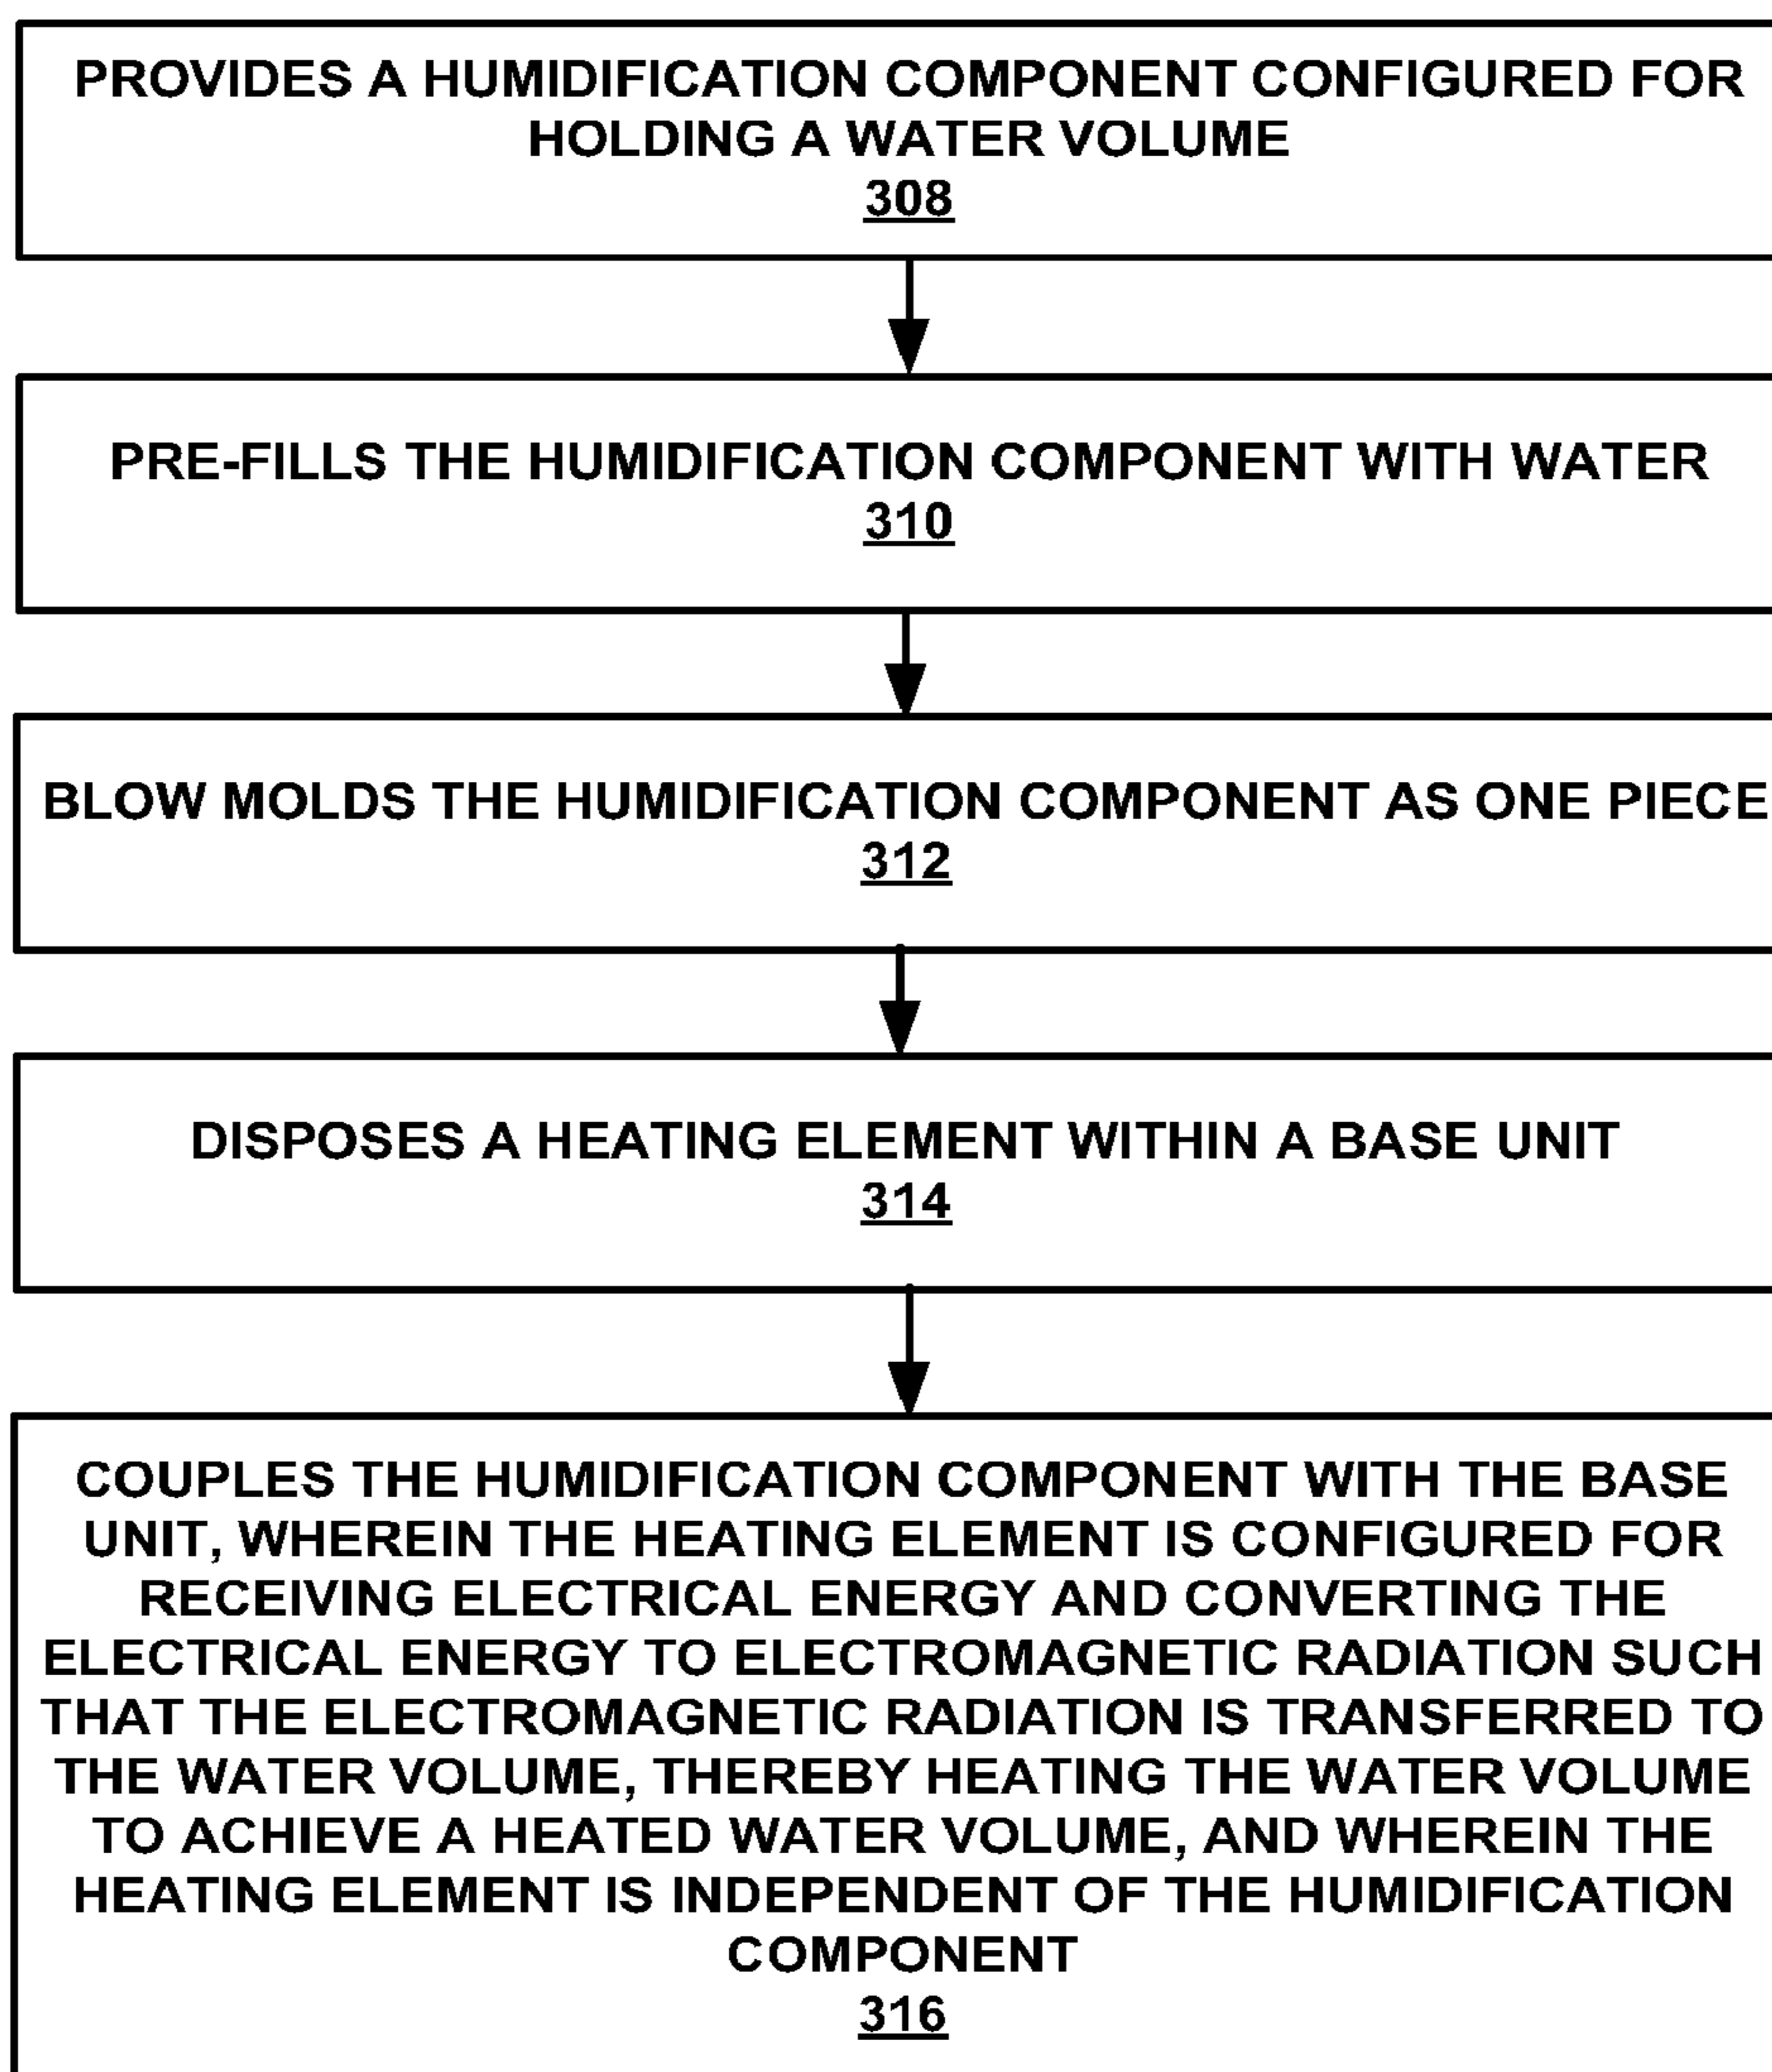 PROVIDES A HUMIDIFICATION COMPONENT CONFIGURED FOR
HOLDING A WATER VOLUME
308
PRE-FILLS THE HUMIDIFICATION COMPONENT WITH WATER
310
BLOW MOLDS THE HUMIDIFICATION COMPONENT AS ONE PIECE
312
DISPOSES A HEATING ELEMENT WITHIN A BASE UNIT
314
COUPLES THE HUMIDIFICATION COMPONENT WITH THE BASE
UNIT, WHEREIN THE HEATING ELEMENT IS CONFIGURED FOR
RECEIVING ELECTRICAL ENERGY AND CONVERTING THE
ELECTRICAL ENERGY TO ELECTROMAGNETIC RADIATION SUCH
THAT THE ELECTROMAGNETIC RADIATION IS TRANSFERRED TO
THE WATER VOLUME, THEREBY HEATING THE WATER VOLUME
TO ACHIEVE A HEATED WATER VOLUME, AND WHEREIN THE
HEATING ELEMENT IS INDEPENDENT OF THE HUMIDIFICATION
COMPONENT
316